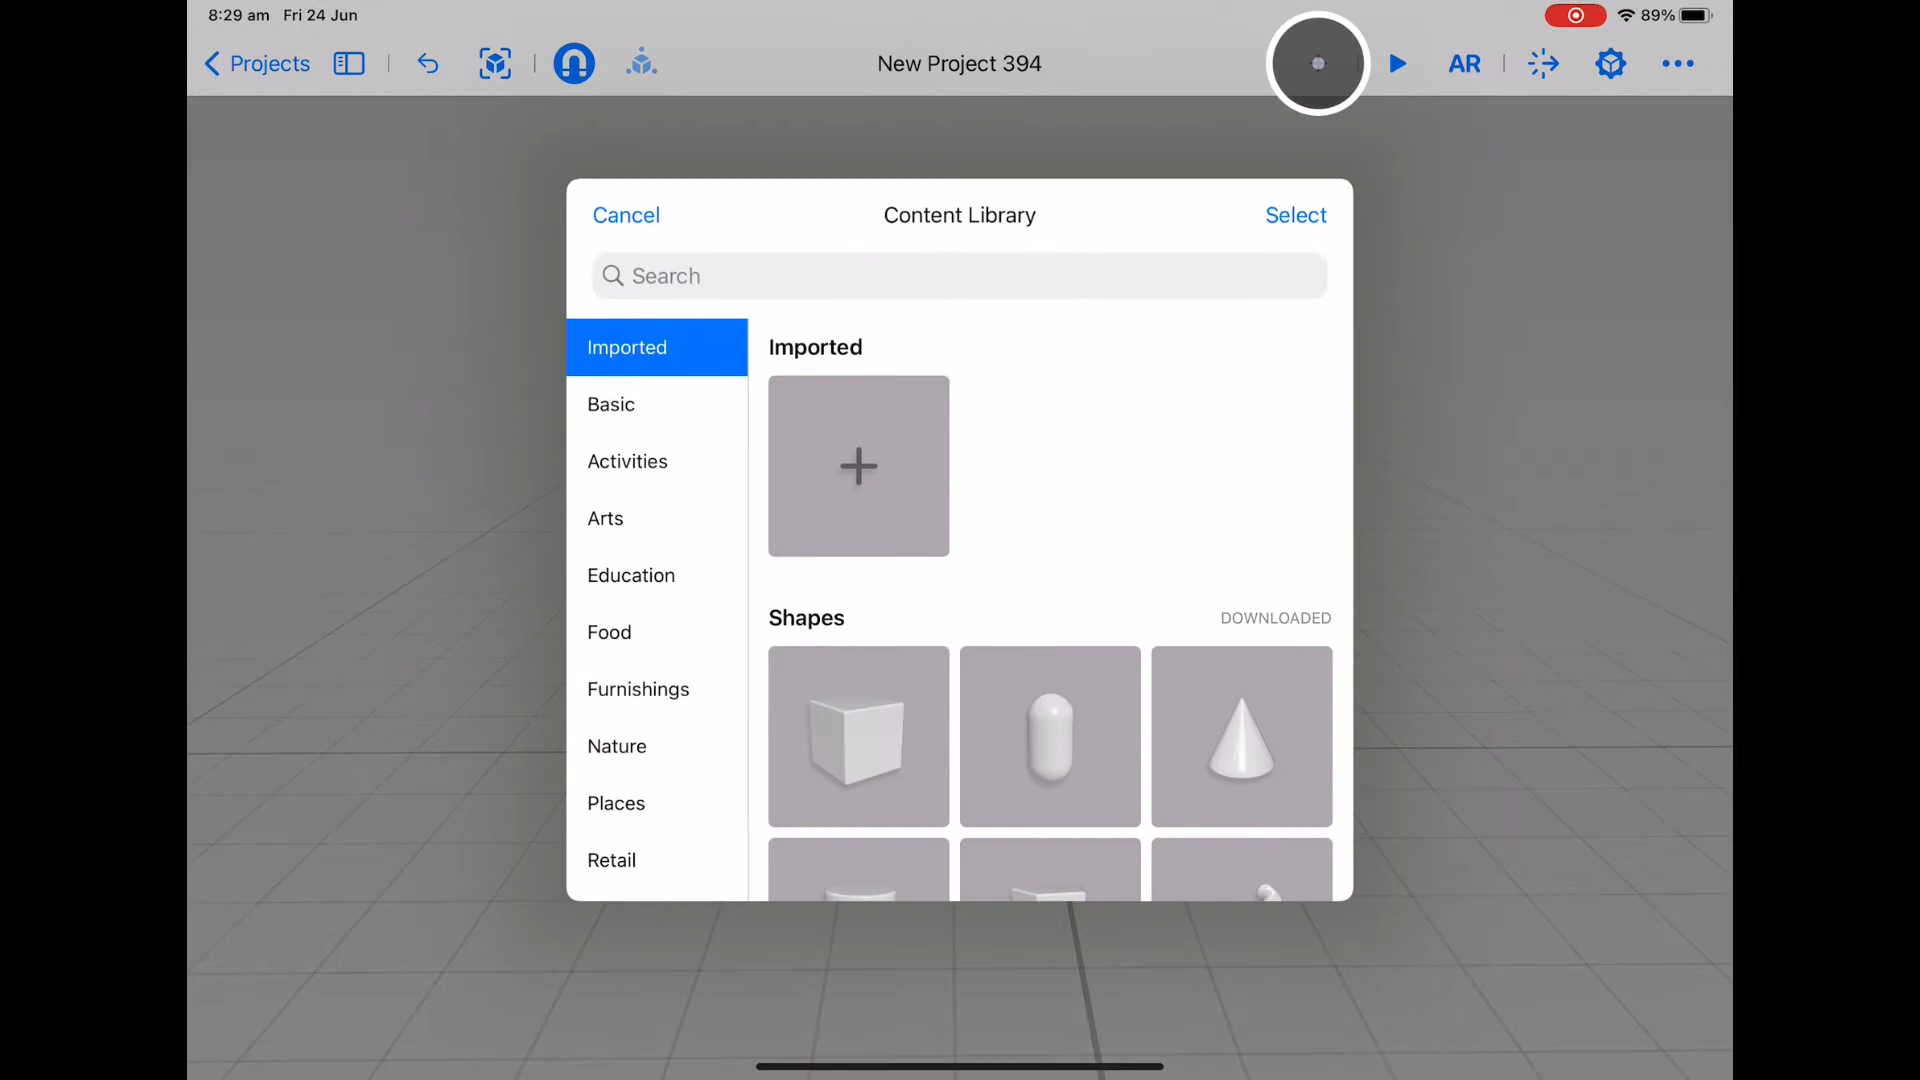 8:29 am Fri 24 Jun
89%
Projects
New Project 394
AR
Cancel
Content Library
Select
Search
Imported
Basic
Activities
Arts
Education
Food
Furnishings
Nature
Places
Retail
Imported
Shapes
DOWNLOADED